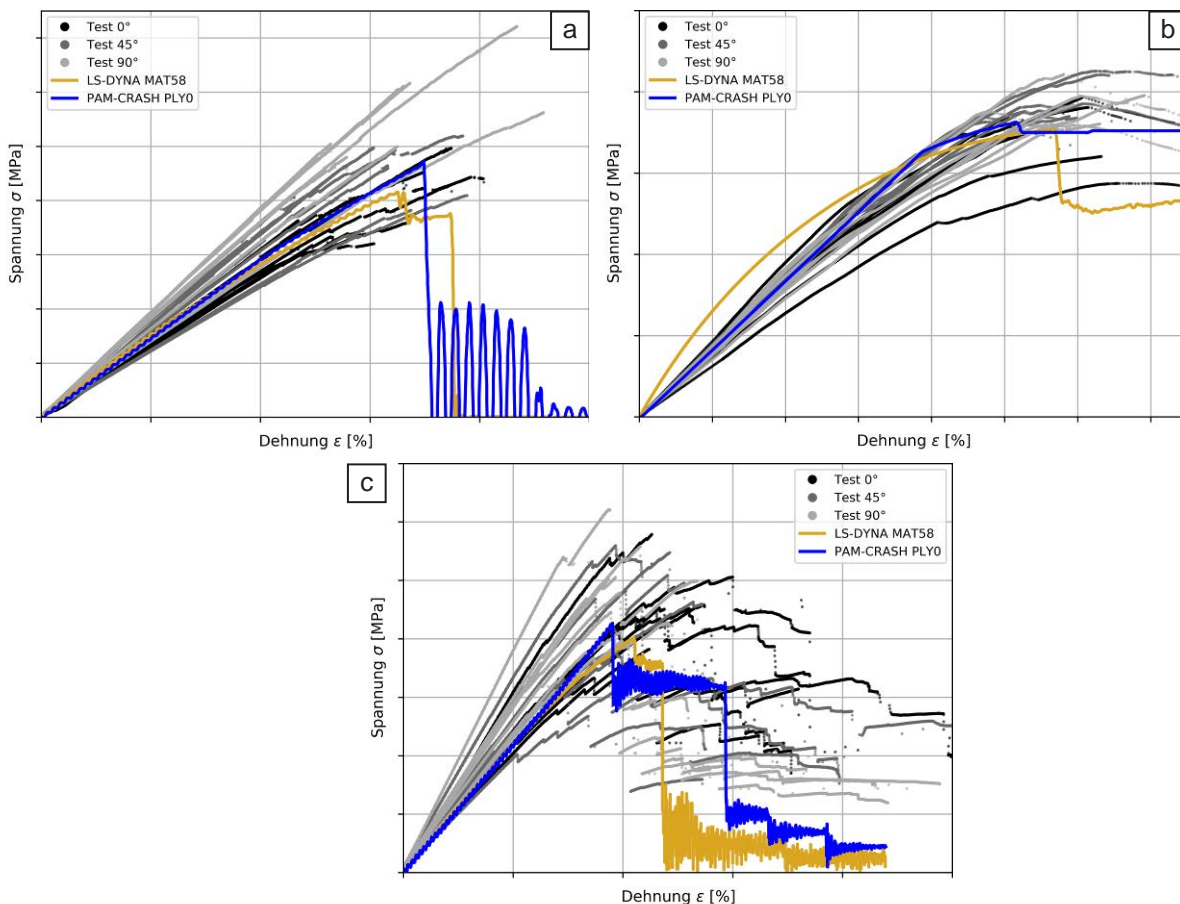 a
Test 0°
Test 45°
Test 90°
LS-DYNA MAT58
PAM-CRASH PLY0
Spannung σ [MPa]
Dehnung ε [%]
b
Test 0°
Test 45°
Test 90°
LS-DYNA MAT58
PAM-CRASH PLY0
Spannung σ [MPa]
Dehnung ε [%]
c
Test 0°
Test 45°
Test 90°
LS-DYNA MAT58
PAM-CRASH PLY0
Spannung σ [MPa]
Dehnung ε [%]